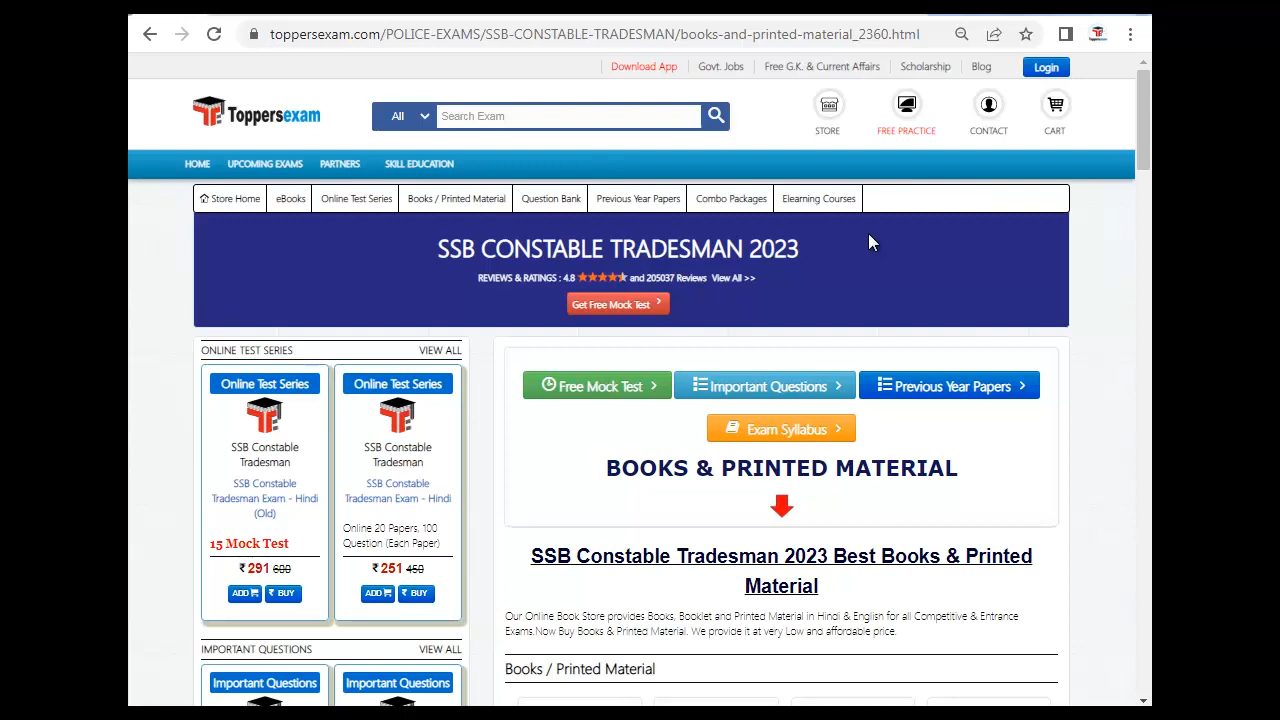 toppersexam.com/POLICE-EXAMS/SSB-CONSTABLE-TRADESMAN/books-and-printed-material_2360.html
Download App Govt. Jobs Free G.K. & Current Affairs Scholarship Blog Login
Toppersexam All Search Exam
STORE FREE PRACTICE CONTACT CART
HOME UPCOMING EXAMS PARTNERS SKILL EDUCATION
Store Home eBooks Online Test Series Books / Printed Material Question Bank Previous Year Papers Combo Packages Elearning Courses
SSB CONSTABLE TRADESMAN 2023
REVIEWS & RATINGS : 4.8 and 205037 Reviews View All >>
Get Free Mock Test
ONLINE TEST SERIES VIEW ALL
Online Test Series
SSB Constable
Tradesman
SSB Constable
Tradesman Exam - Hindi
(Old)
15 Mock Test
₹ 291 600
ADD ₹ BUY
Online Test Series
SSB Constable
Tradesman
SSB Constable
Tradesman Exam - Hindi
Online 20 Papers, 100
Question (Each Paper)
₹ 251 450
ADD ₹ BUY
IMPORTANT QUESTIONS VIEW ALL
Important Questions Important Questions
Free Mock Test Important Questions Previous Year Papers
Exam Syllabus
BOOKS & PRINTED MATERIAL
SSB Constable Tradesman 2023 Best Books & Printed
Material
Our Online Book Store provides Books, Booklet and Printed Material in Hindi & English for all Competitive & Entrance
Exams.Now Buy Books & Printed Material. We provide it at very Low and affordable price.
Books / Printed Material